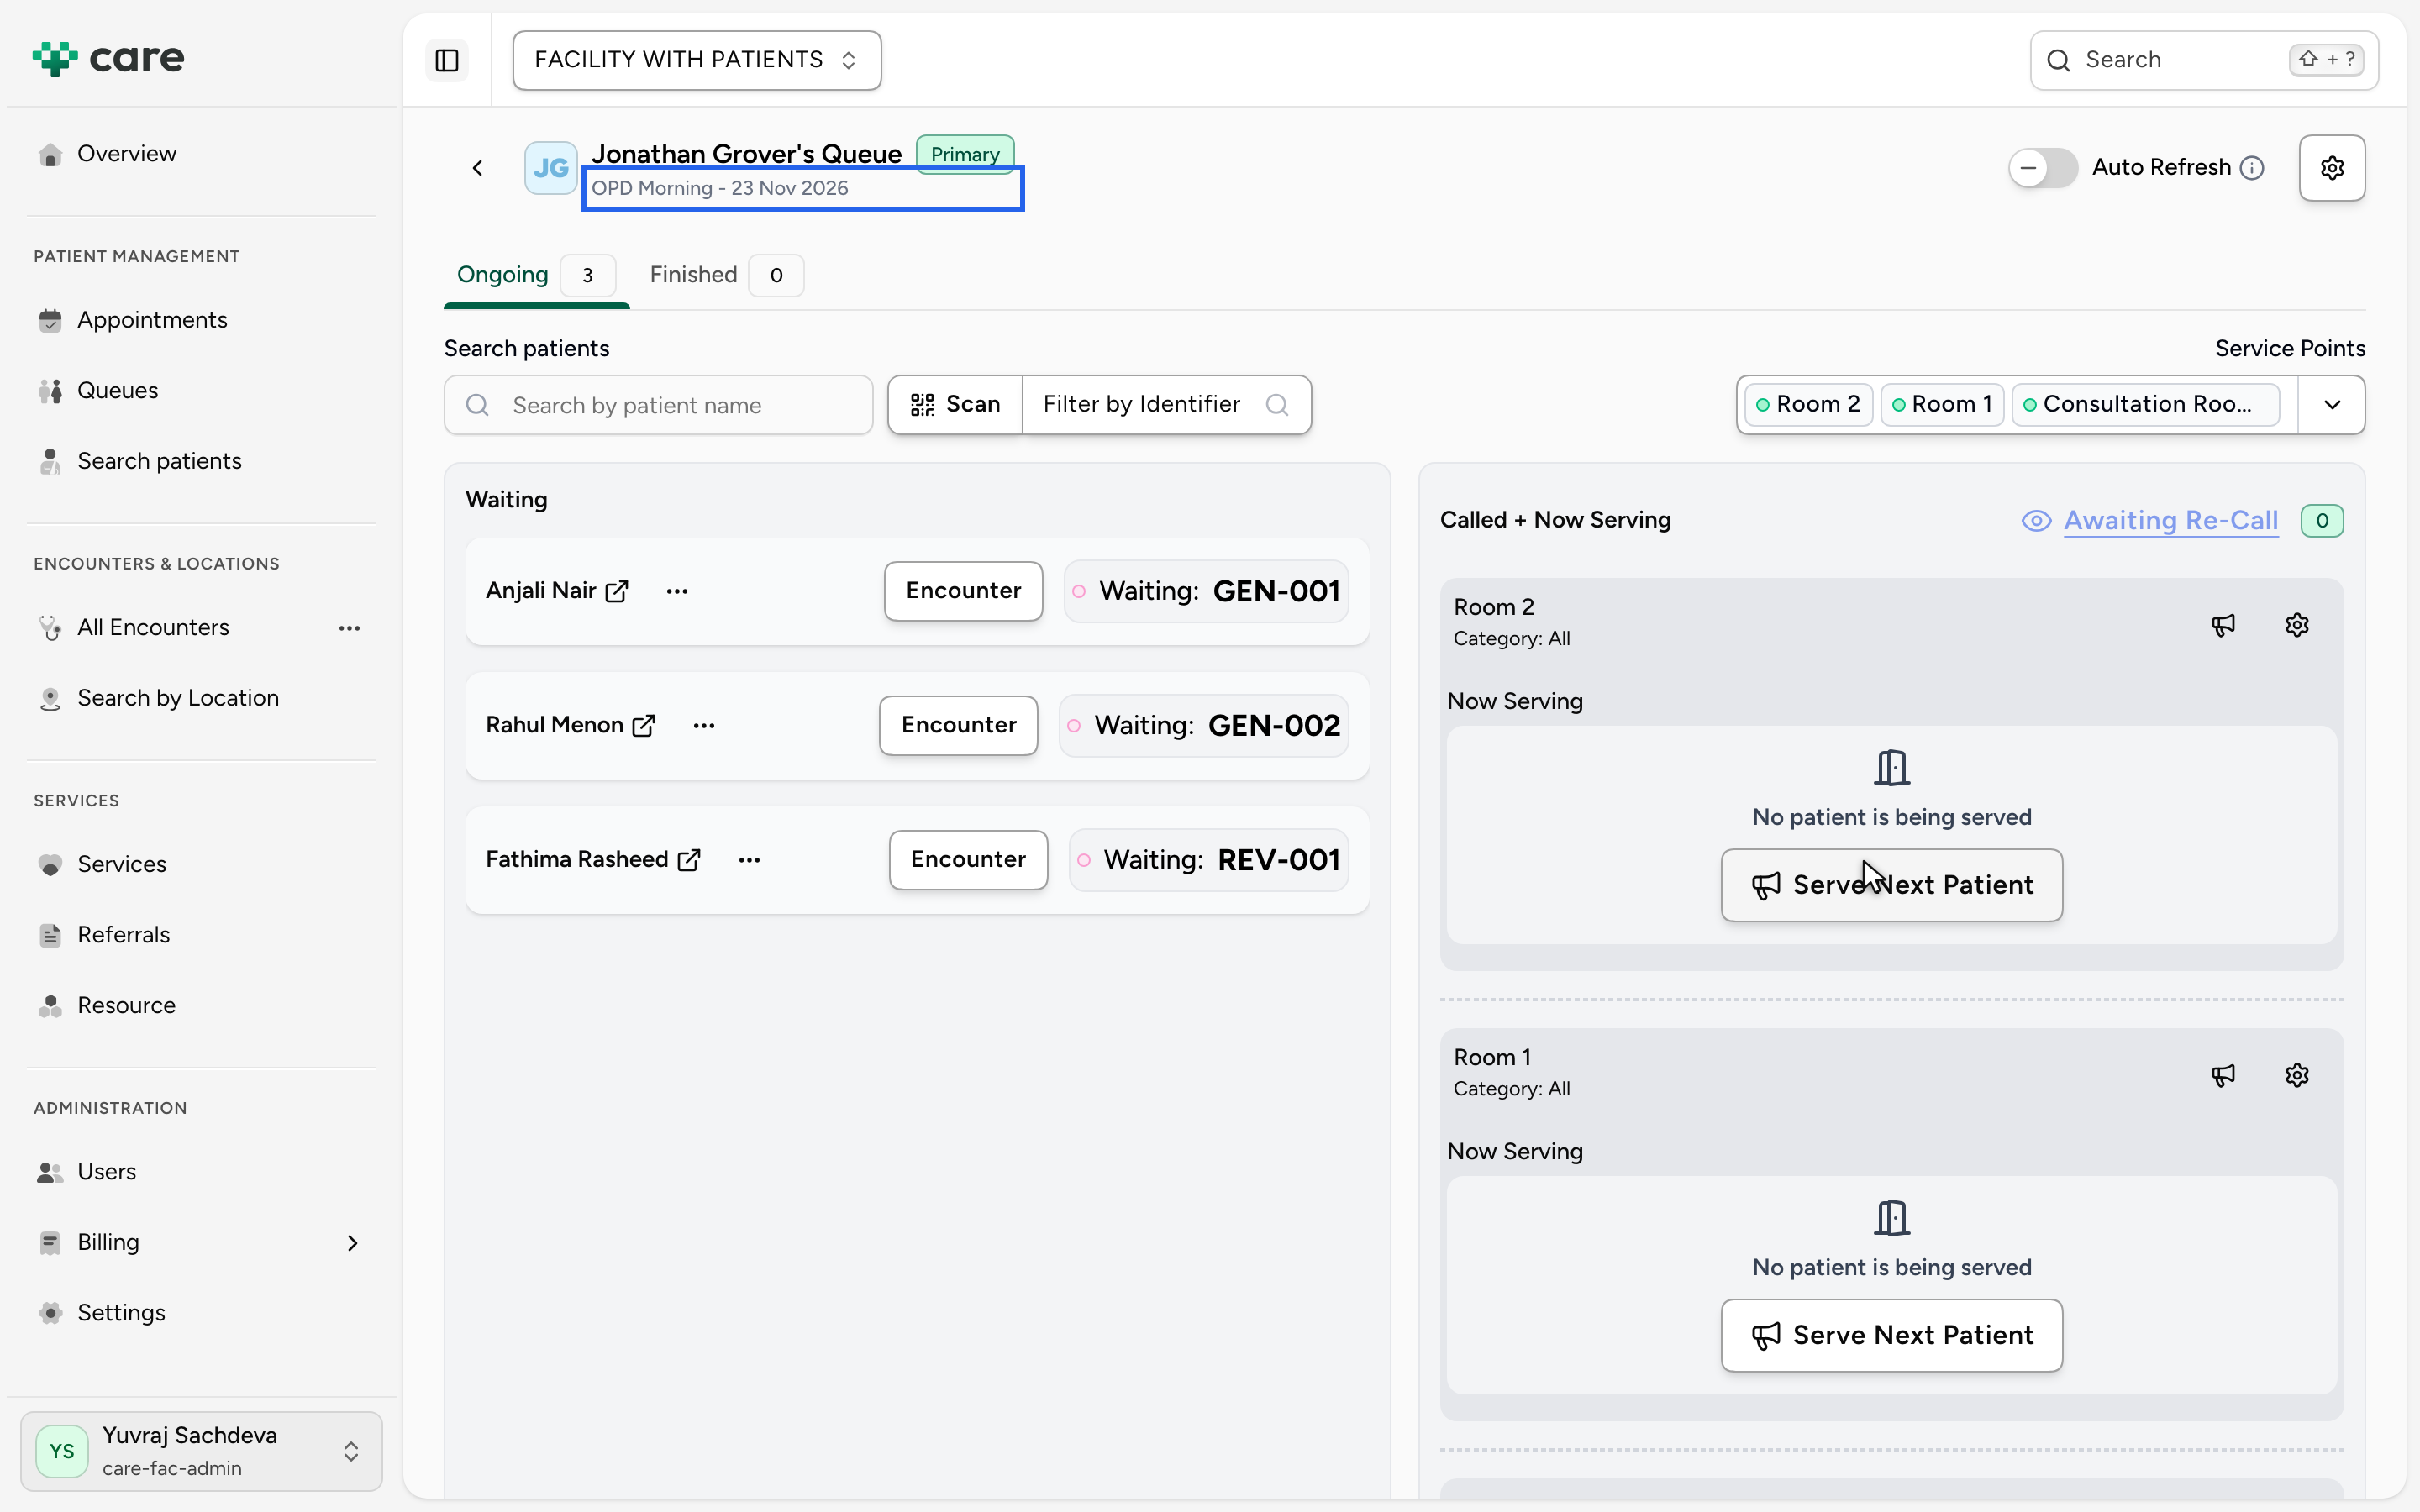 care
FACILITY WITH PATIENTS
Search
+ ?
Overview
PATIENT MANAGEMENT
Appointments
Queues
Search patients
ENCOUNTERS & LOCATIONS
All Encounters
Search by Location
SERVICES
Services
Referrals
Resource
ADMINISTRATION
Users
Billing
Settings
YS
Yuvraj Sachdeva
care-fac-admin
JG
Jonathan Grover's Queue
Primary
OPD Morning - 23 Nov 2026
Auto Refresh
Ongoing 3
Finished 0
Search patients
Service Points
Search by patient name
Scan
Filter by Identifier
Room 2
Room 1
Consultation Roo...
Waiting
Anjali Nair
Encounter
Waiting: GEN-001
Rahul Menon
Encounter
Waiting: GEN-002
Fathima Rasheed
Encounter
Waiting: REV-001
Called + Now Serving
Awaiting Re-Call 0
Room 2
Category: All
Now Serving
No patient is being served
Serve Next Patient
Room 1
Category: All
Now Serving
No patient is being served
Serve Next Patient